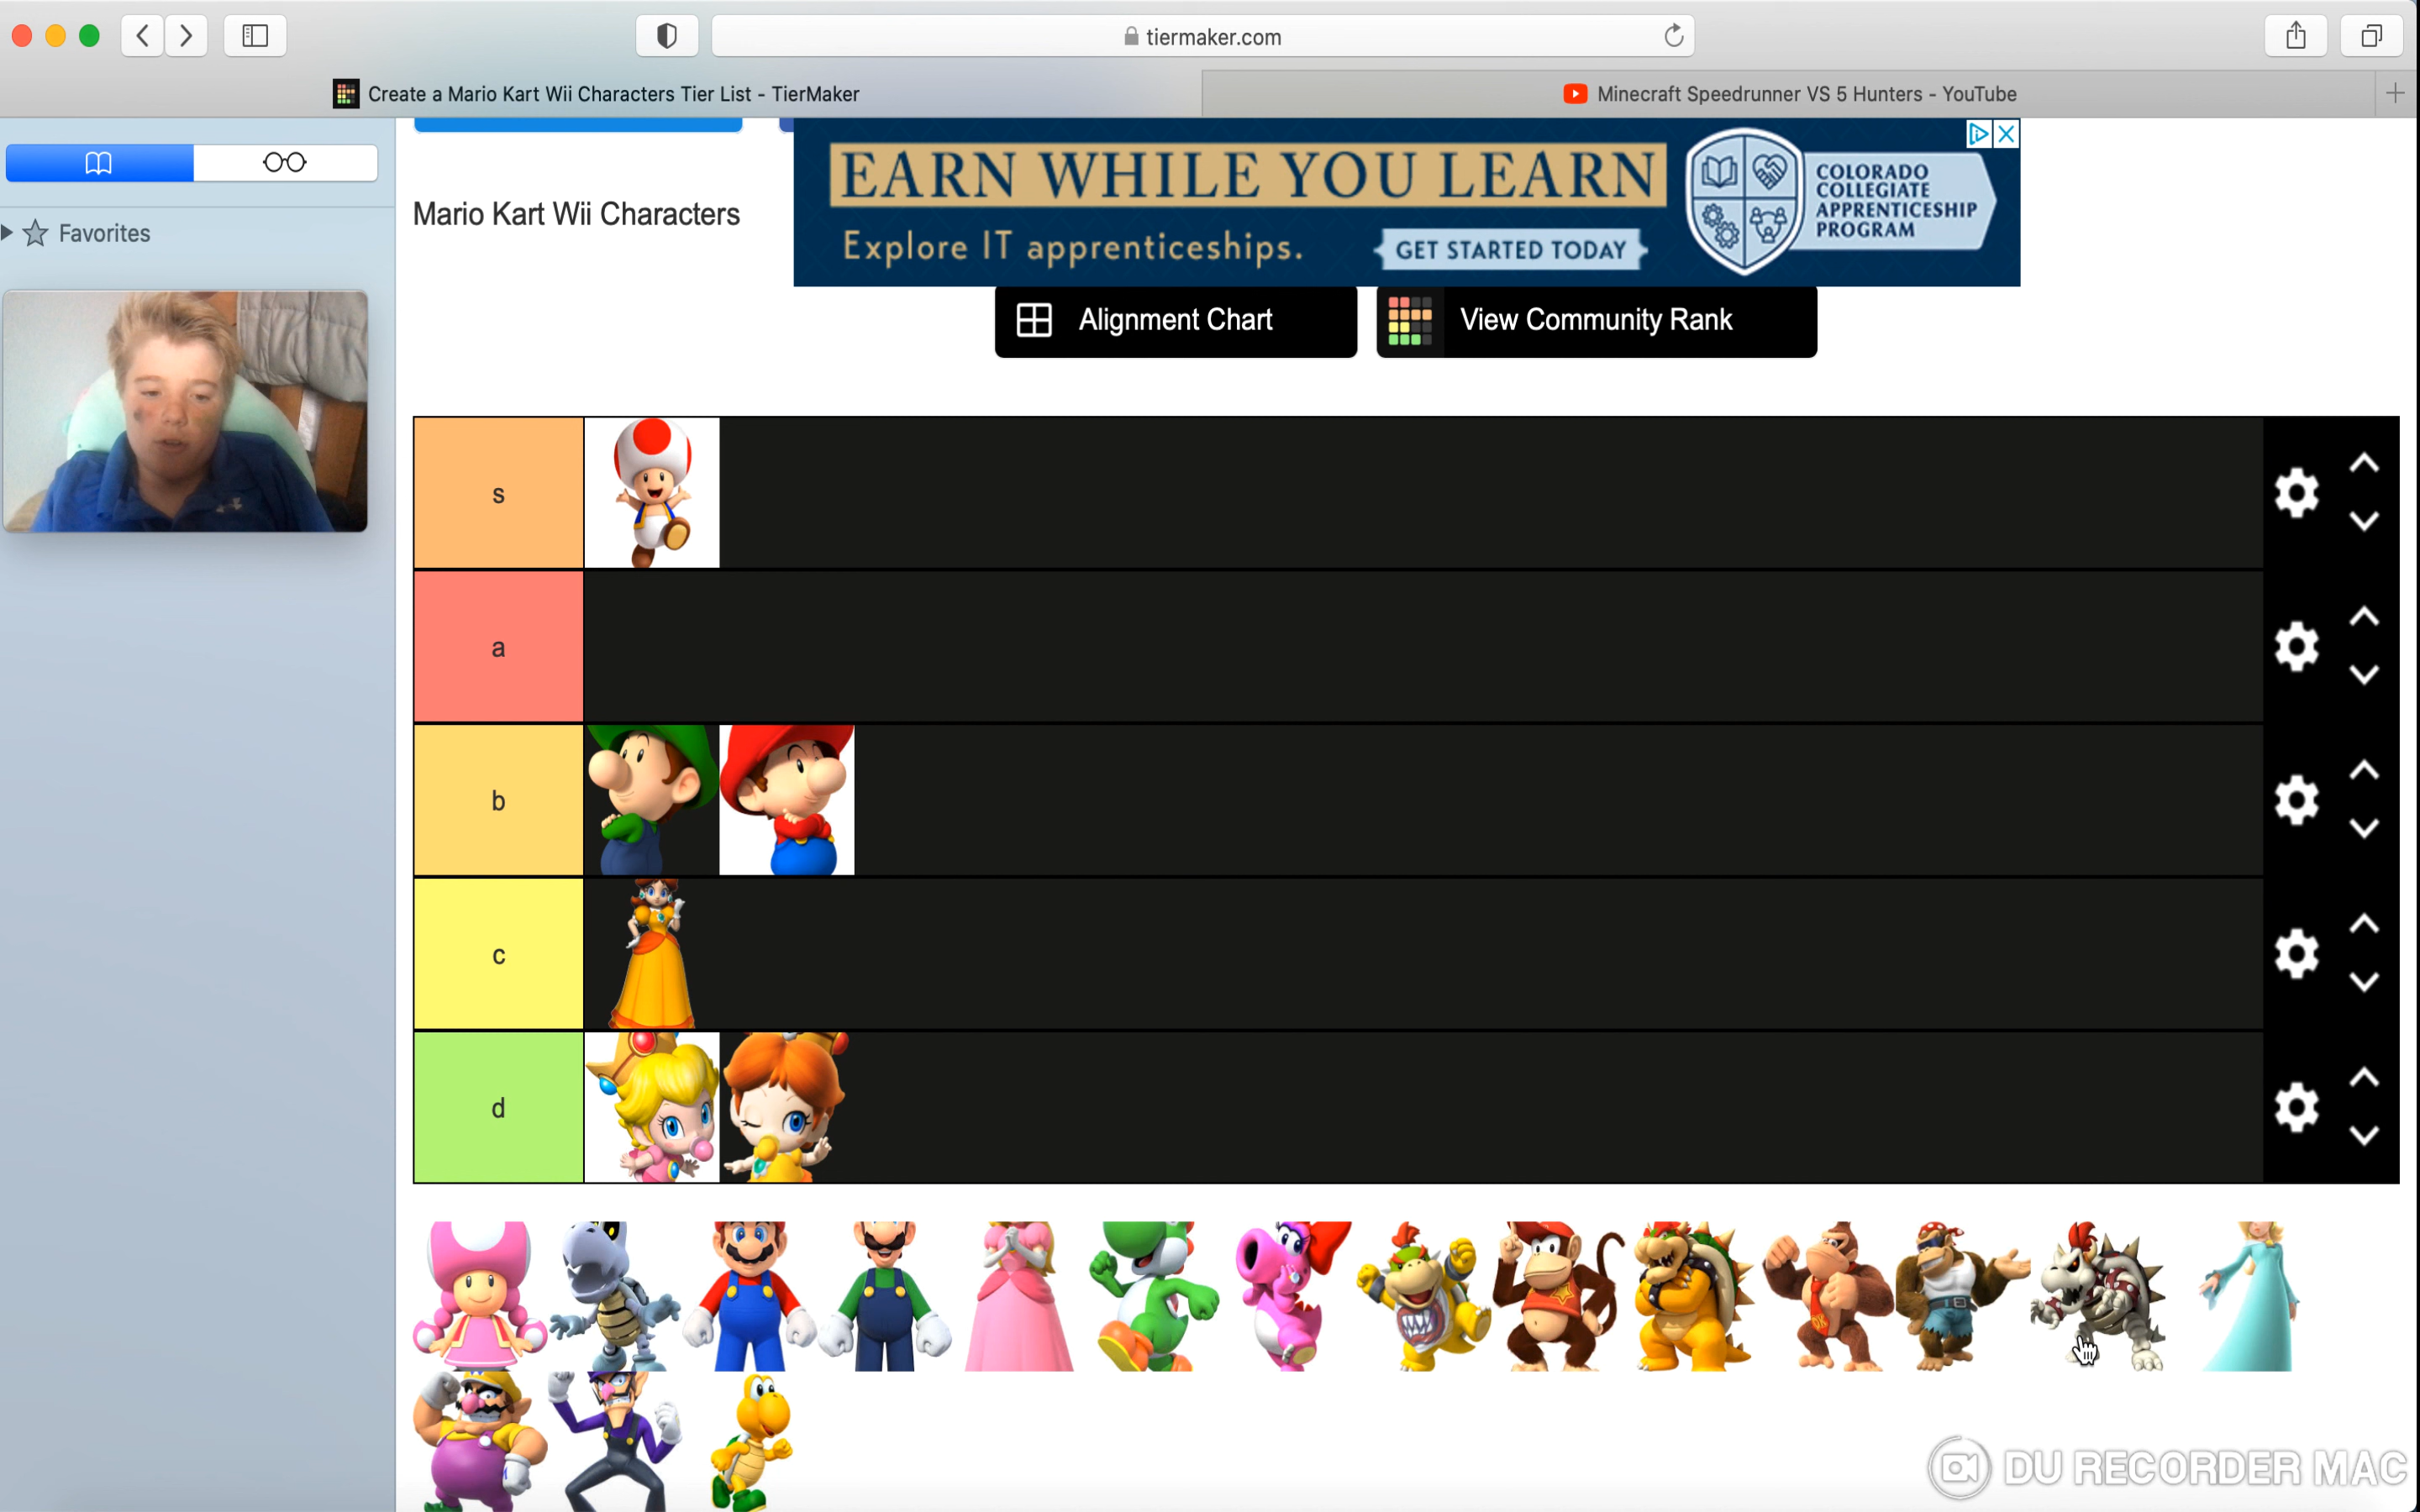 tiermaker.com
Create a Mario Kart Wii Characters Tier List - TierMaker
Minecraft Speedrunner VS 5 Hunters - YouTube
Favorites
Mario Kart Wii Characters
EARN WHILE YOU LEARN
Explore IT apprenticeships.
GET STARTED TODAY
COLORADO
COLLEGIATE
APPRENTICESHIP
PROGRAM
Alignment Chart
View Community Rank
s
a
b
c
d
DU RECORDER MAC